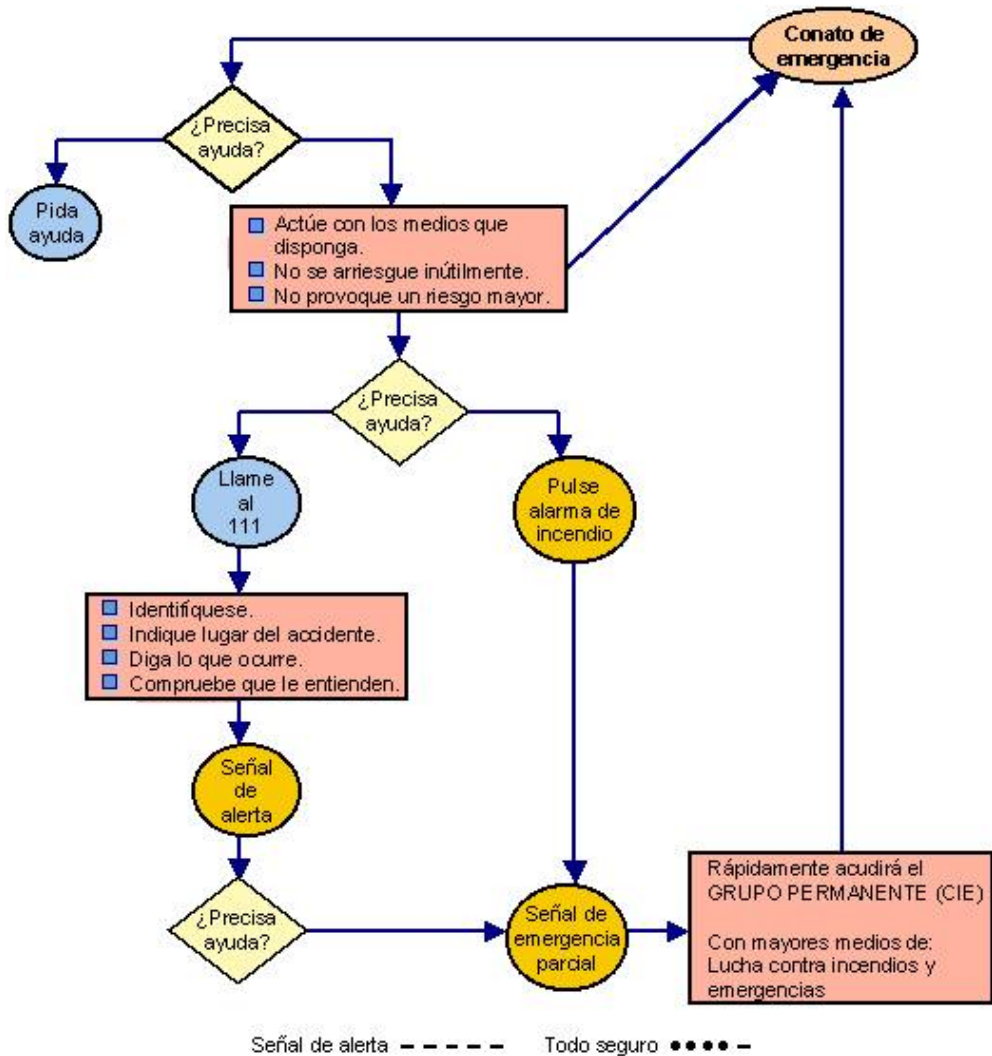 Conato de
emergencia
¿Precisa
ayuda?
Pida
ayuda
Actúe con los medios que
disponga.
No se arriesgue inútilmente.
No provoque un riesgo mayor.
¿Precisa
ayuda?
Llame
al
111
Pulse
alarma de
incendio
Identifíquese.
Indique lugar del accidente.
Diga lo que ocurre.
Compruebe que le entienden.
Señal
de
alerta
¿Precisa
ayuda?
Señal de
emergencia
parcial
Rápidamente acudirá el
GRUPO PERMANENTE (CIE)
Con mayores medios de:
Lucha contra incendios y
emergencias
Señal de alerta Todo seguro